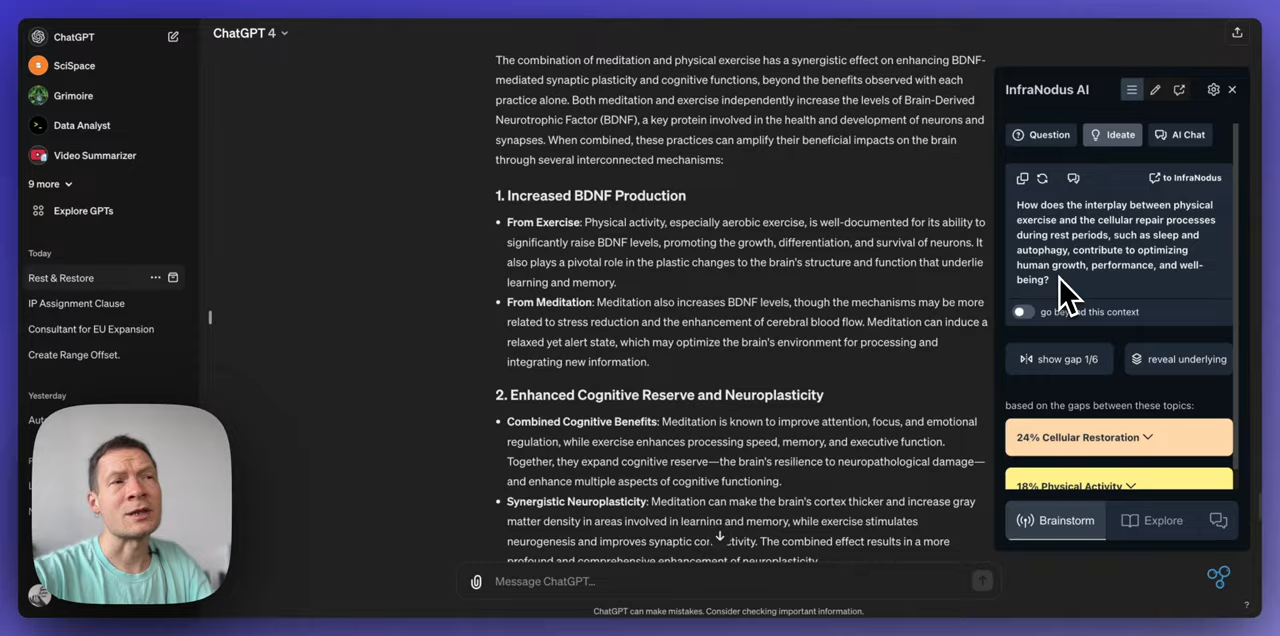 ChatGPT
SciSpace
Grimoire
Data Analyst
Video Summarizer
9 more
Explore GPTs
Today
Rest & Restore
IP Assignment Clause
Consultant for EU Expansion
Create Range Offset.
Yesterday
ChatGPT 4
The combination of meditation and physical exercise has a synergistic effect on enhancing BDNF-
mediated synaptic plasticity and cognitive functions, beyond the benefits observed with each
practice alone. Both meditation and exercise independently increase the levels of Brain-Derived
Neurotrophic Factor (BDNF), a key protein involved in the health and development of neurons and
synapses. When combined, these practices can amplify their beneficial impacts on the brain
through several interconnected mechanisms:
1. Increased BDNF Production
• From Exercise: Physical activity, especially aerobic exercise, is well-documented for its ability to
significantly raise BDNF levels, promoting the growth, differentiation, and survival of neurons. It
also plays a pivotal role in the plastic changes to the brain's structure and function that underlie
learning and memory.
• From Meditation: Meditation also increases BDNF levels, though the mechanisms may be more
related to stress reduction and the enhancement of cerebral blood flow. Meditation can induce a
relaxed yet alert state, which may optimize the brain's environment for processing and
integrating new information.
2. Enhanced Cognitive Reserve and Neuroplasticity
• Combined Cognitive Benefits: Meditation is known to improve attention, focus, and emotional
regulation, while exercise enhances processing speed, memory, and executive function.
Together, they expand cognitive reserve—the brain's resilience to neuropathological damage—
and enhance multiple aspects of cognitive functioning.
• Synergistic Neuroplasticity: Meditation can make the brain's cortex thicker and increase gray
matter density in areas involved in learning and memory, while exercise stimulates
neurogenesis and improves synaptic The combined effect results in a more
profound and comprehensive enhancement of neuroplasticity.
Message ChatGPT...
ChatGPT can make mistakes. Consider checking important information.
InfraNodus AI
Question
Ideate
AI Chat
to InfraNodus
How does the interplay between physical
exercise and the cellular repair processes
during rest periods, such as sleep and
autophagy, contribute to optimizing
human growth, performance, and well-
being?
go this context
show gap 1/6
reveal underlying
based on the gaps between these topics:
24% Cellular Restoration
18% Physical Activity
Brainstorm
Explore
?